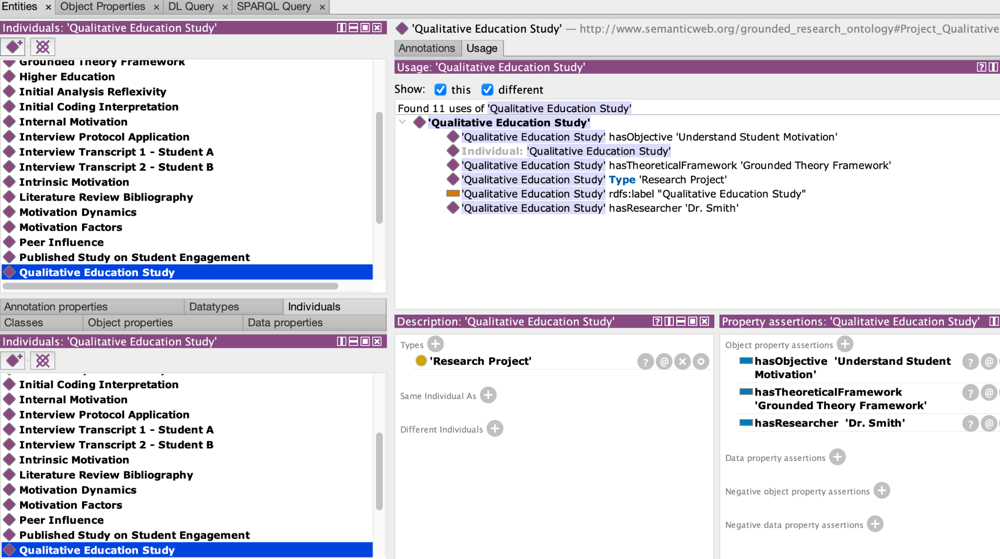 Entities × Object Properties × DL Query × SPARQL Query ×
Individuals: 'Qualitative Education Study'
Grounded Theory Framework
Higher Education
Initial Analysis Reflexivity
Initial Coding Interpretation
Internal Motivation
Interview Protocol Application
Interview Transcript 1 - Student A
Interview Transcript 2 - Student B
Intrinsic Motivation
Literature Review Bibliography
Motivation Dynamics
Motivation Factors
Peer Influence
Published Study on Student Engagement
Qualitative Education Study
Annotation properties Datatypes Individuals
Classes Object properties Data properties
Individuals: 'Qualitative Education Study'
Initial Coding Interpretation
Internal Motivation
Interview Protocol Application
Interview Transcript 1 - Student A
Interview Transcript 2 - Student B
Intrinsic Motivation
Literature Review Bibliography
Motivation Dynamics
Motivation Factors
Peer Influence
Published Study on Student Engagement
Qualitative Education Study
'Qualitative Education Study' — http://www.semanticweb.org/grounded_research_ontology#Project_Qualitative
Annotations Usage
Usage: 'Qualitative Education Study'
Show: this different
Found 11 uses of 'Qualitative Education Study'
'Qualitative Education Study'
'Qualitative Education Study' hasObjective 'Understand Student Motivation'
Individual: 'Qualitative Education Study'
'Qualitative Education Study' hasTheoreticalFramework 'Grounded Theory Framework'
'Qualitative Education Study' Type 'Research Project'
'Qualitative Education Study' rdfs:label "Qualitative Education Study"
'Qualitative Education Study' hasResearcher 'Dr. Smith'
Description: 'Qualitative Education Study'
Types
'Research Project'
Same Individual As
Different Individuals
Property assertions: 'Qualitative Education Study'
Object property assertions
hasObjective 'Understand Student
Motivation'
hasTheoreticalFramework
'Grounded Theory Framework'
hasResearcher 'Dr. Smith'
Data property assertions
Negative object property assertions
Negative data property assertions